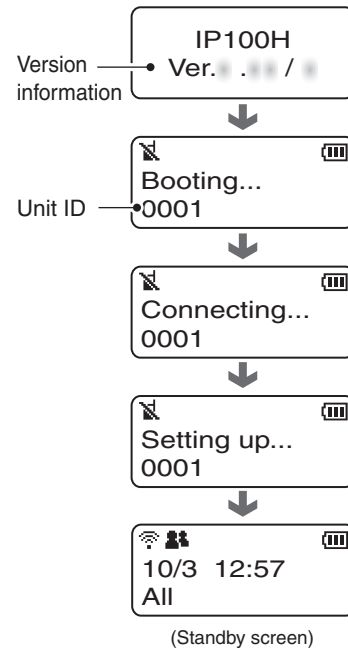 IP100H
Version
information
Ver. . /
Booting...
Unit ID
0001
Connecting...
0001
Setting up...
0001
10/3 12:57
All
(Standby screen)